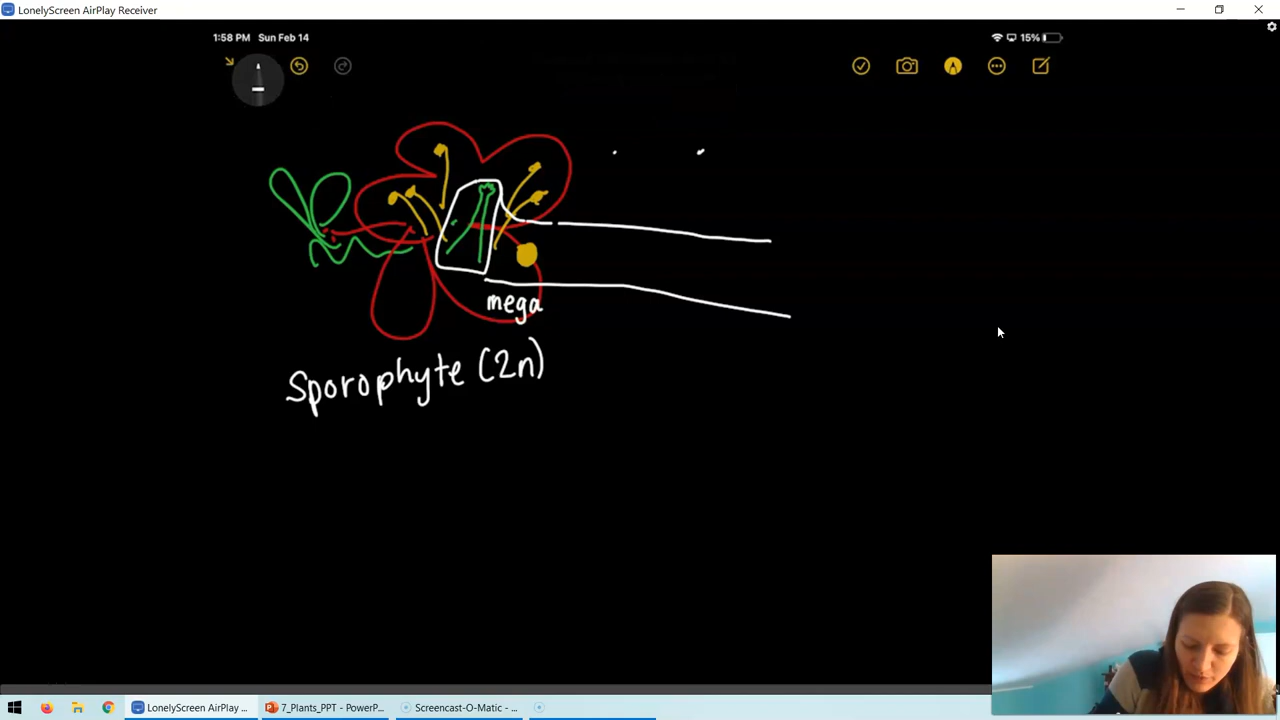 LonelyScreen AirPlay Receiver
1:58 PM Sun Feb 14
15%
mega
Sporophyte (2n)
LonelyScreen AirPlay ...
7_Plants_PPT - PowerP...
Screencast-O-Matic - ...